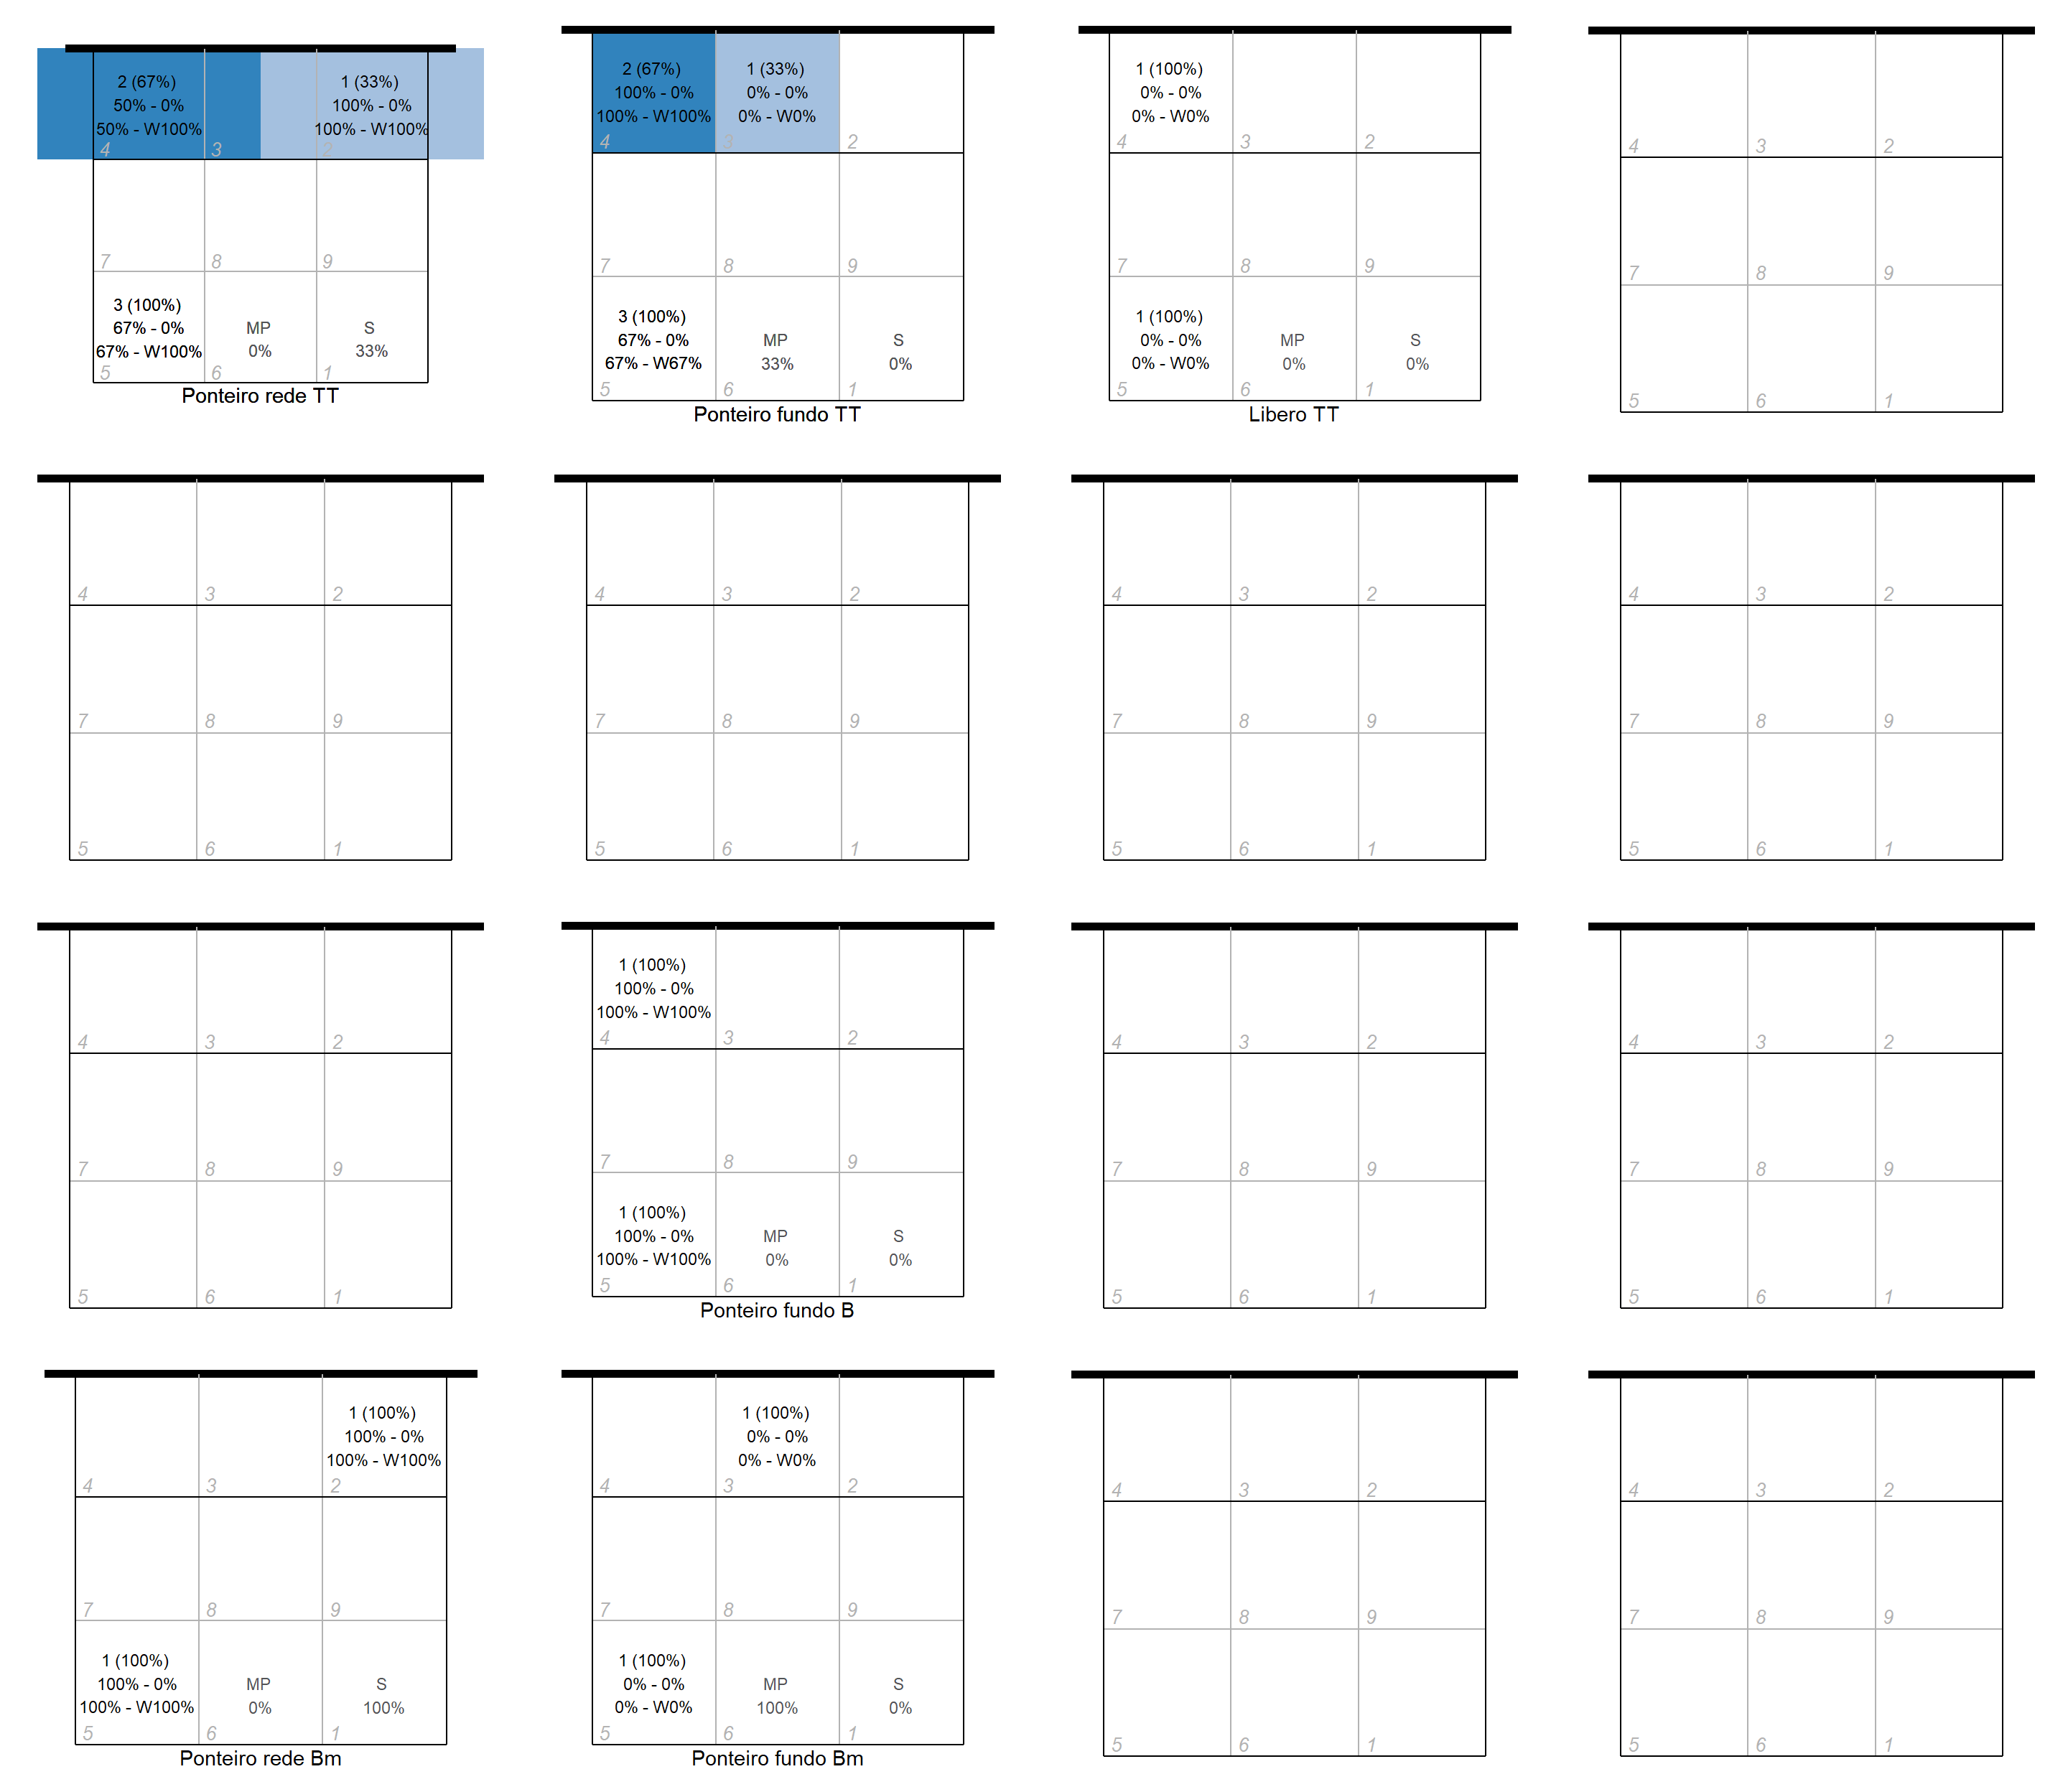 2 (67%)
50% - 0%
50% - W100%
1 (33%)
100% - 0%
100% - W100%
4 3 2
7 8 9
3 (100%)
67% - 0%
67% - W100%
MP
0%
S
33%
5 6 1
Ponteiro rede TT
2 (67%)
100% - 0%
100% - W100%
1 (33%)
0% - 0%
0% - W0%
4 3 2
7 8 9
3 (100%)
67% - 0%
67% - W67%
MP
33%
S
0%
5 6 1
Ponteiro fundo TT
1 (100%)
0% - 0%
0% - W0%
4 3 2
7 8 9
1 (100%)
0% - 0%
0% - W0%
MP
0%
S
0%
5 6 1
Libero TT
4 3 2
7 8 9
5 6 1
4 3 2
7 8 9
5 6 1
4 3 2
7 8 9
5 6 1
4 3 2
7 8 9
5 6 1
4 3 2
7 8 9
5 6 1
4 3 2
7 8 9
5 6 1
1 (100%)
100% - 0%
100% - W100%
4 3 2
7 8 9
1 (100%)
100% - 0%
100% - W100%
MP
0%
S
0%
5 6 1
Ponteiro fundo B
4 3 2
7 8 9
5 6 1
4 3 2
7 8 9
5 6 1
1 (100%)
100% - 0%
100% - W100%
4 3 2
7 8 9
1 (100%)
100% - 0%
100% - W100%
MP
0%
S
100%
5 6 1
Ponteiro rede Bm
1 (100%)
0% - 0%
0% - W0%
4 3 2
7 8 9
1 (100%)
0% - 0%
0% - W0%
MP
100%
S
0%
5 6 1
Ponteiro fundo Bm
4 3 2
7 8 9
5 6 1
4 3 2
7 8 9
5 6 1